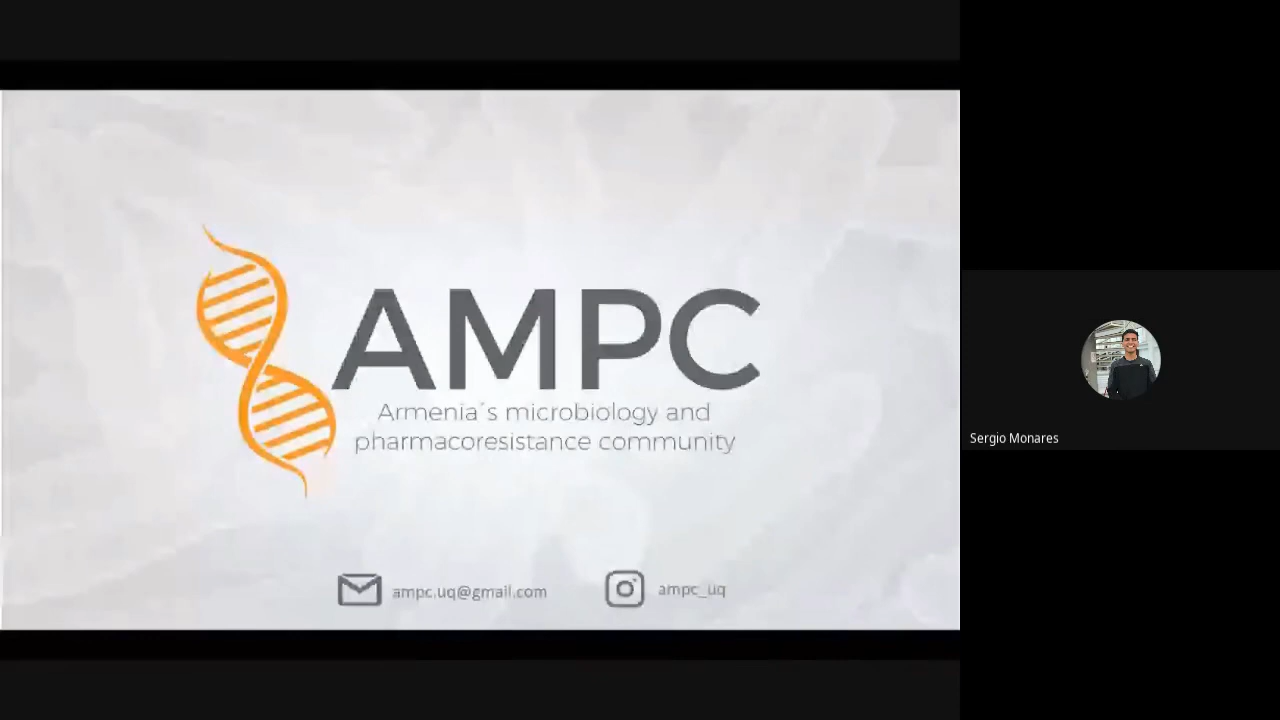 AMPC
Armenia´s microbiology and
pharmacoresistance community
ampc.uq@gmail.com
ampc_uq
Sergio Monares